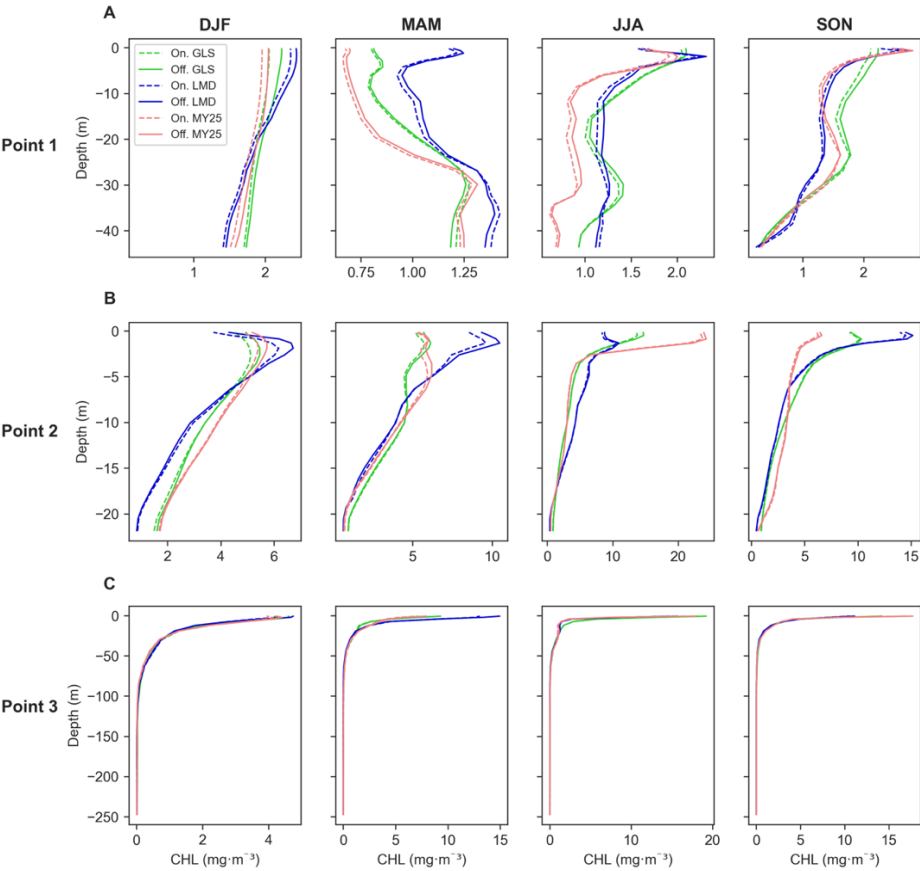 A
DJF MAM JJA SON
Point 1
Depth (m)
0
−10
−20
−30
−40
On. GLS
Off. GLS
On. LMD
Off. LMD
On. MY25
Off. MY25
1 2
0.75 1.00 1.25
1.0 1.5 2.0
1 2
B
Point 2
Depth (m)
0
−5
−10
−15
−20
2 4 6
5 10
0 10 20
0 5 10 15
C
Point 3
Depth (m)
0
−50
−100
−150
−200
−250
0 2 4
0 5 10 15
0 10 20
0 5 10 15
CHL (mg·m⁻³) CHL (mg·m⁻³) CHL (mg·m⁻³) CHL (mg·m⁻³)